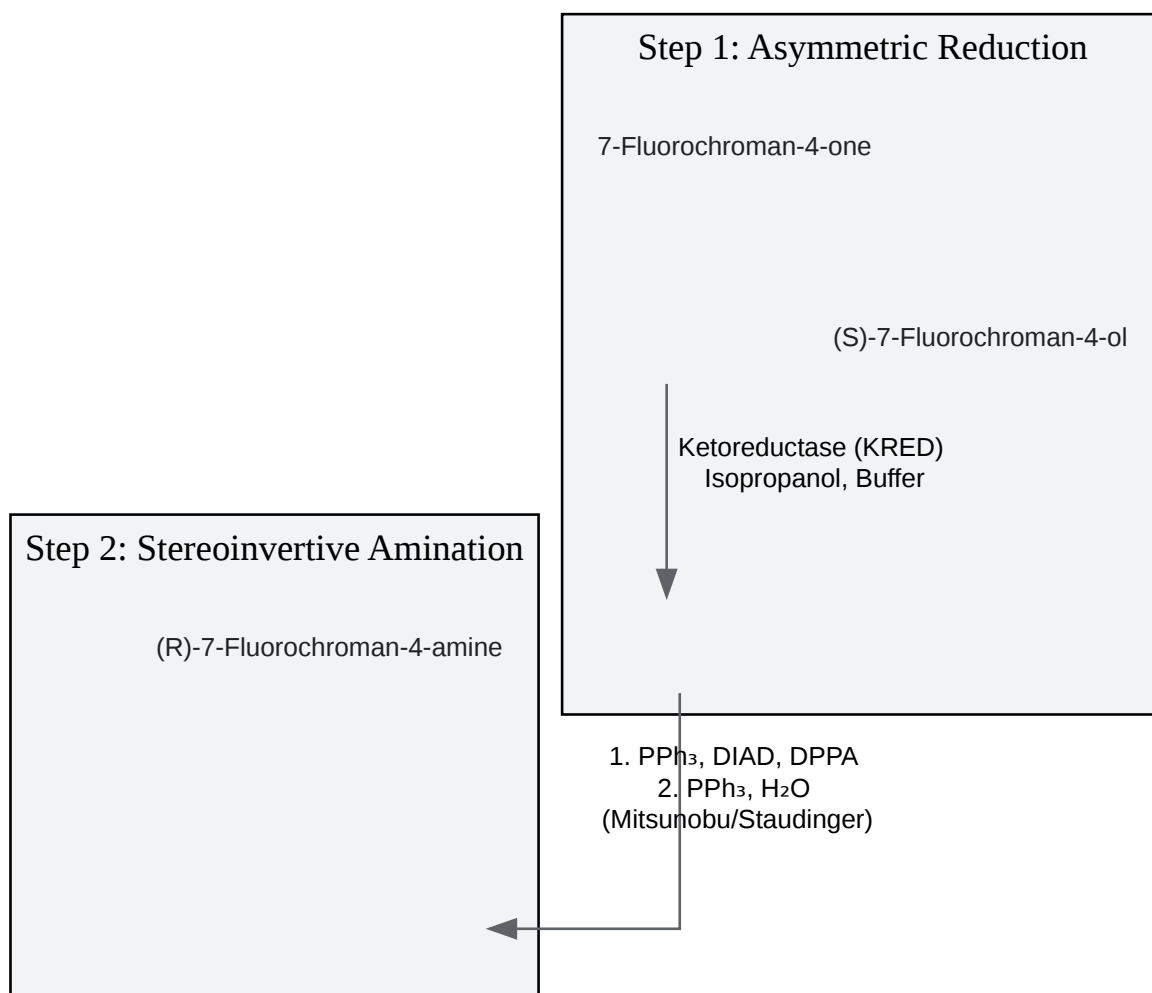 Step 1: Asymmetric Reduction
7-Fluorochroman-4-one
(S)-7-Fluorochroman-4-ol
Ketoreductase (KRED)
Isopropanol, Buffer
Step 2: Stereoinvertive Amination
(R)-7-Fluorochroman-4-amine
1. PPh₃, DIAD, DPPA
2. PPh₃, H₂O
(Mitsunobu/Staudinger)